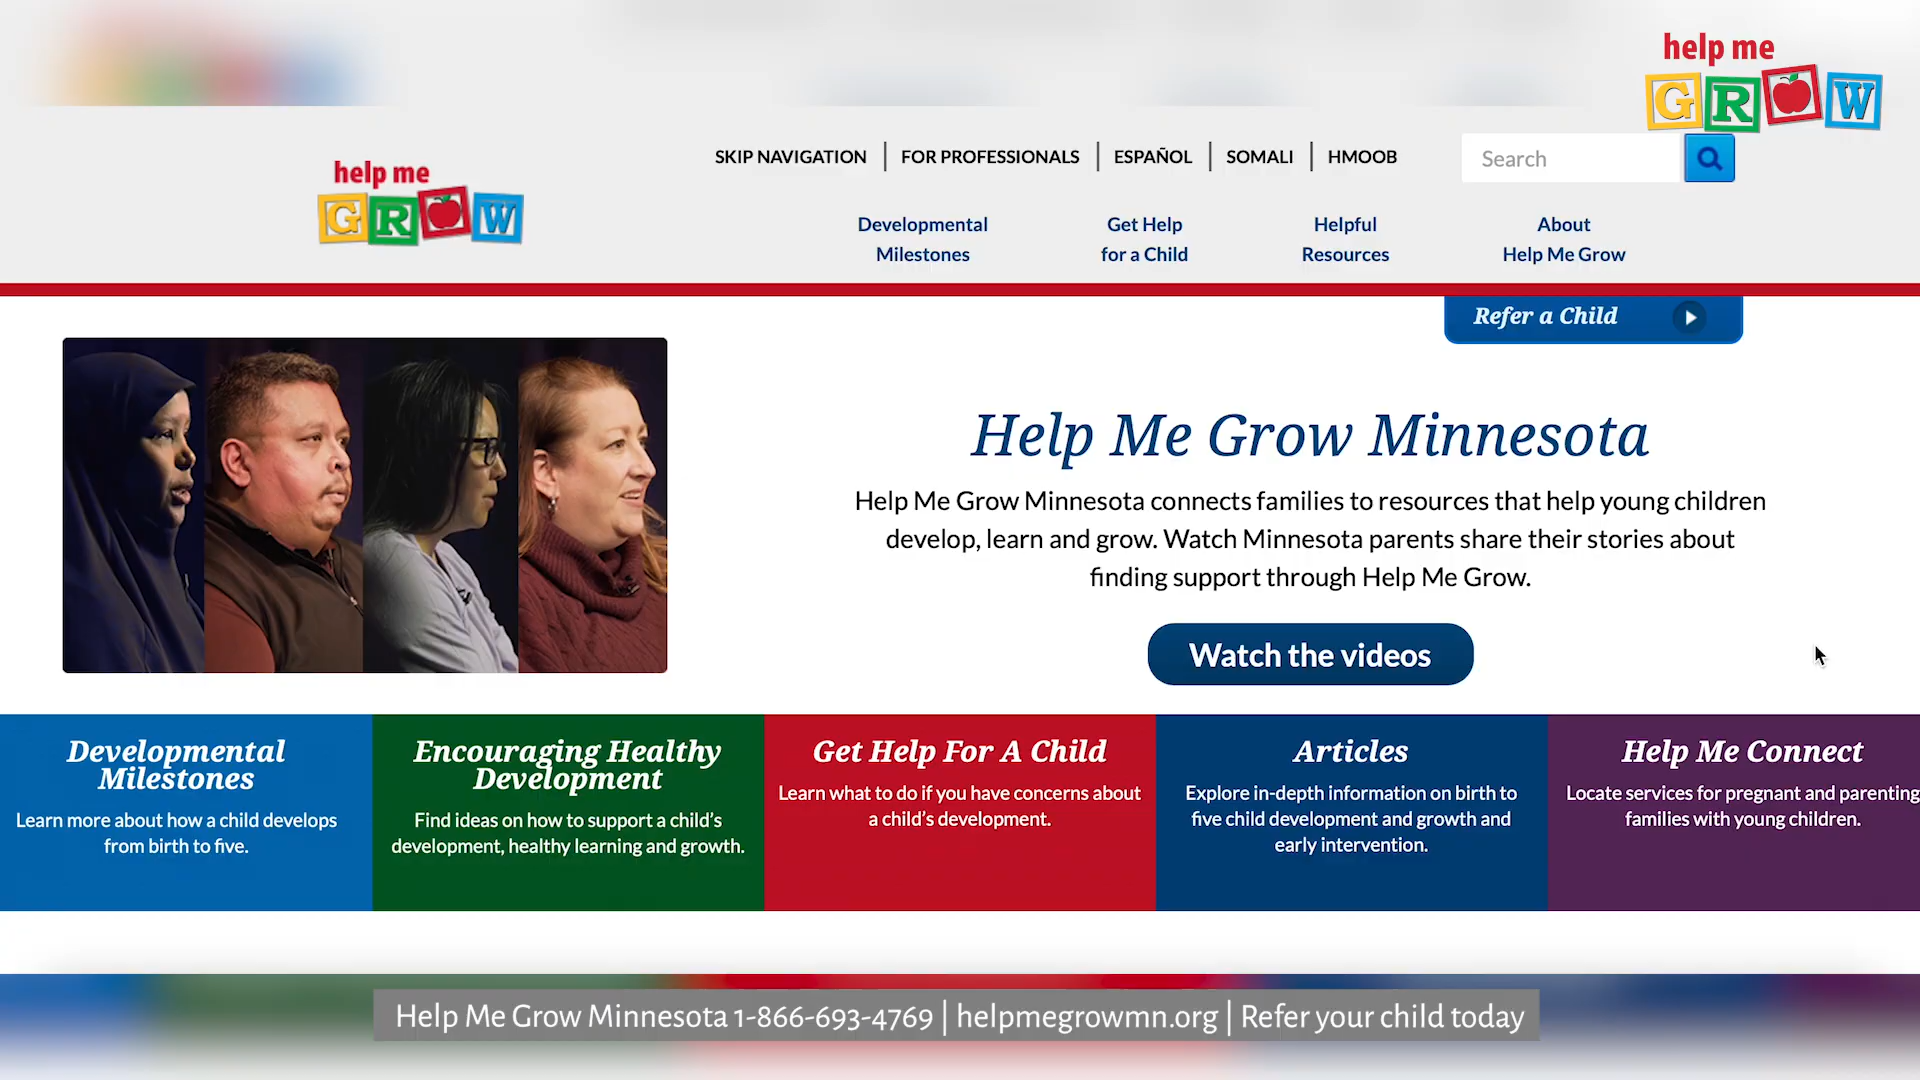 help me
GROW
SKIP NAVIGATION
FOR PROFESSIONALS
ESPAÑOL
SOMALI
HMOOB
Search
help me
GROW
Developmental
Milestones
Get Help
for a Child
Helpful
Resources
About
Help Me Grow
Refer a Child
Help Me Grow Minnesota
Help Me Grow Minnesota connects families to resources that help young children
develop, learn and grow. Watch Minnesota parents share their stories about
finding support through Help Me Grow.
Watch the videos
Developmental
Milestones
Learn more about how a child develops
from birth to five.
Encouraging Healthy
Development
Find ideas on how to support a child's
development, healthy learning and growth.
Get Help For A Child
Learn what to do if you have concerns about
a child's development.
Articles
Explore in-depth information on birth to
five child development and growth and
early intervention.
Help Me Connect
Locate services for pregnant and parenting
families with young children.
Help Me Grow Minnesota 1-866-693-4769 | helpmegrowmn.org | Refer your child today